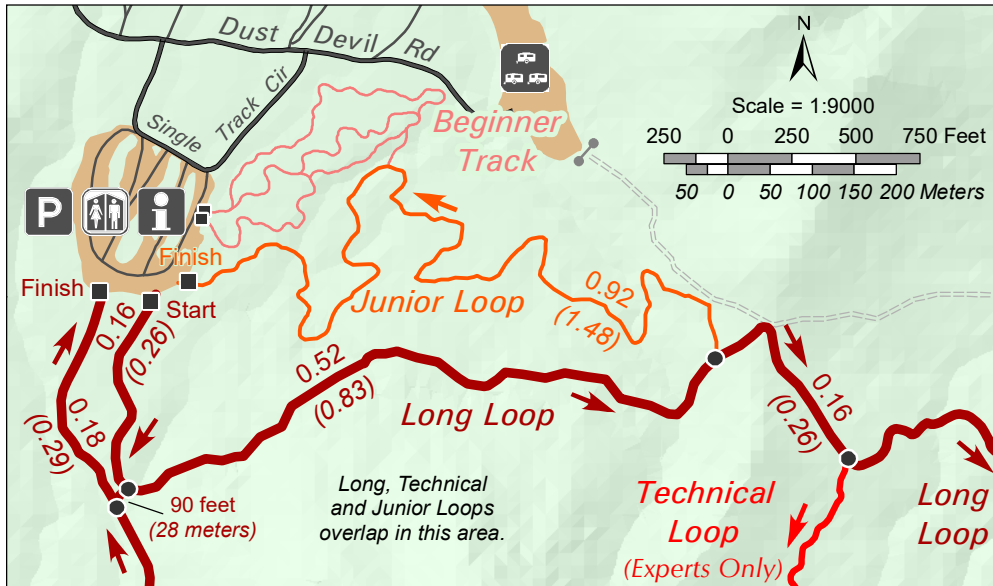 Dust Devil Rd
N
Scale = 1:9000
250 0 250 500 750 Feet
50 0 50 100 150 200 Meters
Single Track Cir
Beginner
Track
P
i
Finish
Finish
Start
Junior Loop
0.92
(1.48)
0.16
(0.26)
0.52
(0.83)
0.18
(0.29)
Long Loop
0.16
(0.26)
90 feet
(28 meters)
Long, Technical
and Junior Loops
overlap in this area.
Technical
Loop
(Experts Only)
Long
Loop